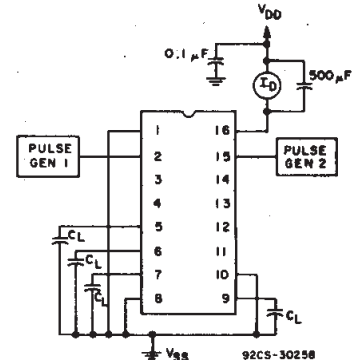 VDD
0.1 μF
ID
500 μF
1 16
PULSE GEN 1
2 15
PULSE GEN 2
3 14
4 13
5 12
CL
6 11
CL
7 10
CL
8 9
CL
VSS
92CS-30258